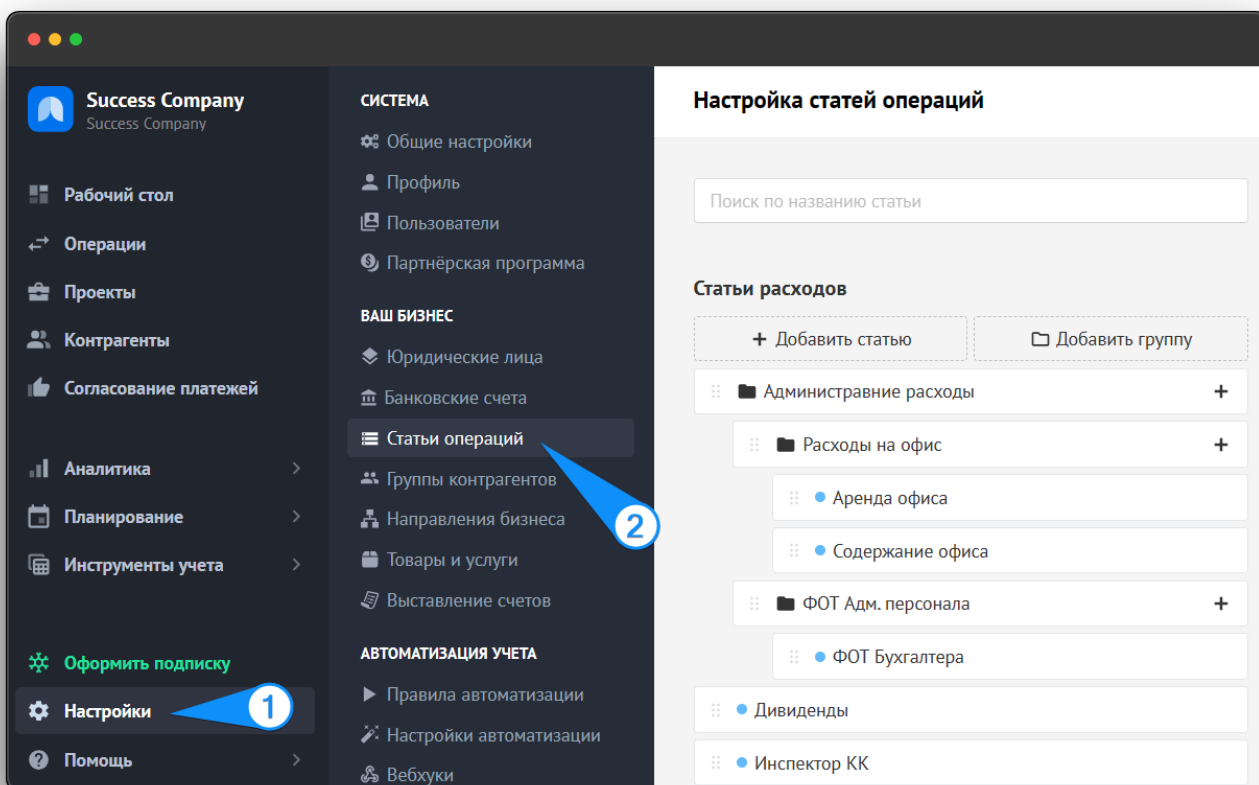 Success Company
Success Company
Рабочий стол
Операции
Проекты
Контрагенты
Согласование платежей
Аналитика
Планирование
Инструменты учета
Оформить подписку
Настройки
1
Помощь
СИСТЕМА
Общие настройки
Профиль
Пользователи
Партнёрская программа
ВАШ БИЗНЕС
Юридические лица
Банковские счета
Статьи операций
2
Группы контрагентов
Направления бизнеса
Товары и услуги
Выставление счетов
АВТОМАТИЗАЦИЯ УЧЕТА
Правила автоматизации
Настройки автоматизации
Вебхуки
Настройка статей операций
Поиск по названию статьи
Статьи расходов
+ Добавить статью
Добавить группу
Администравние расходы +
Расходы на офис +
Аренда офиса
Содержание офиса
ФОТ Адм. персонала +
ФОТ Бухгалтера
Дивиденды
Инспектор КК